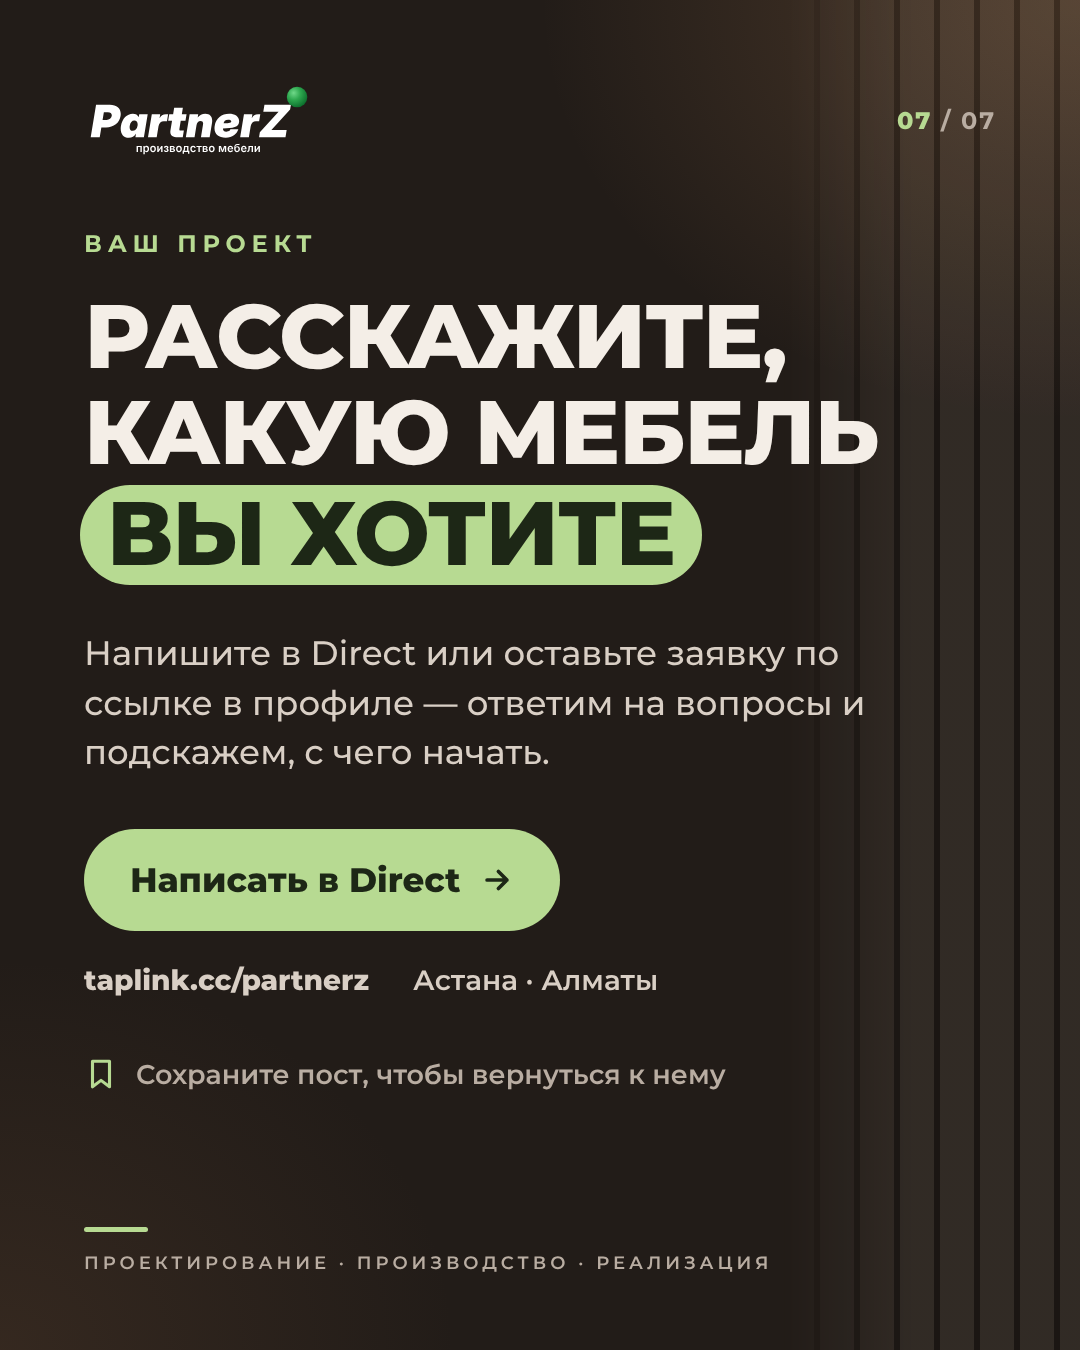 PartnerZ
производство мебели
07 / 07
ВАШ ПРОЕКТ
РАССКАЖИТЕ,
КАКУЮ МЕБЕЛЬ
ВЫ ХОТИТЕ
Напишите в Direct или оставьте заявку по
ссылке в профиле — ответим на вопросы и
подскажем, с чего начать.
Написать в Direct →
taplink.cc/partnerz Астана · Алматы
Сохраните пост, чтобы вернуться к нему
ПРОЕКТИРОВАНИЕ · ПРОИЗВОДСТВО · РЕАЛИЗАЦИЯ